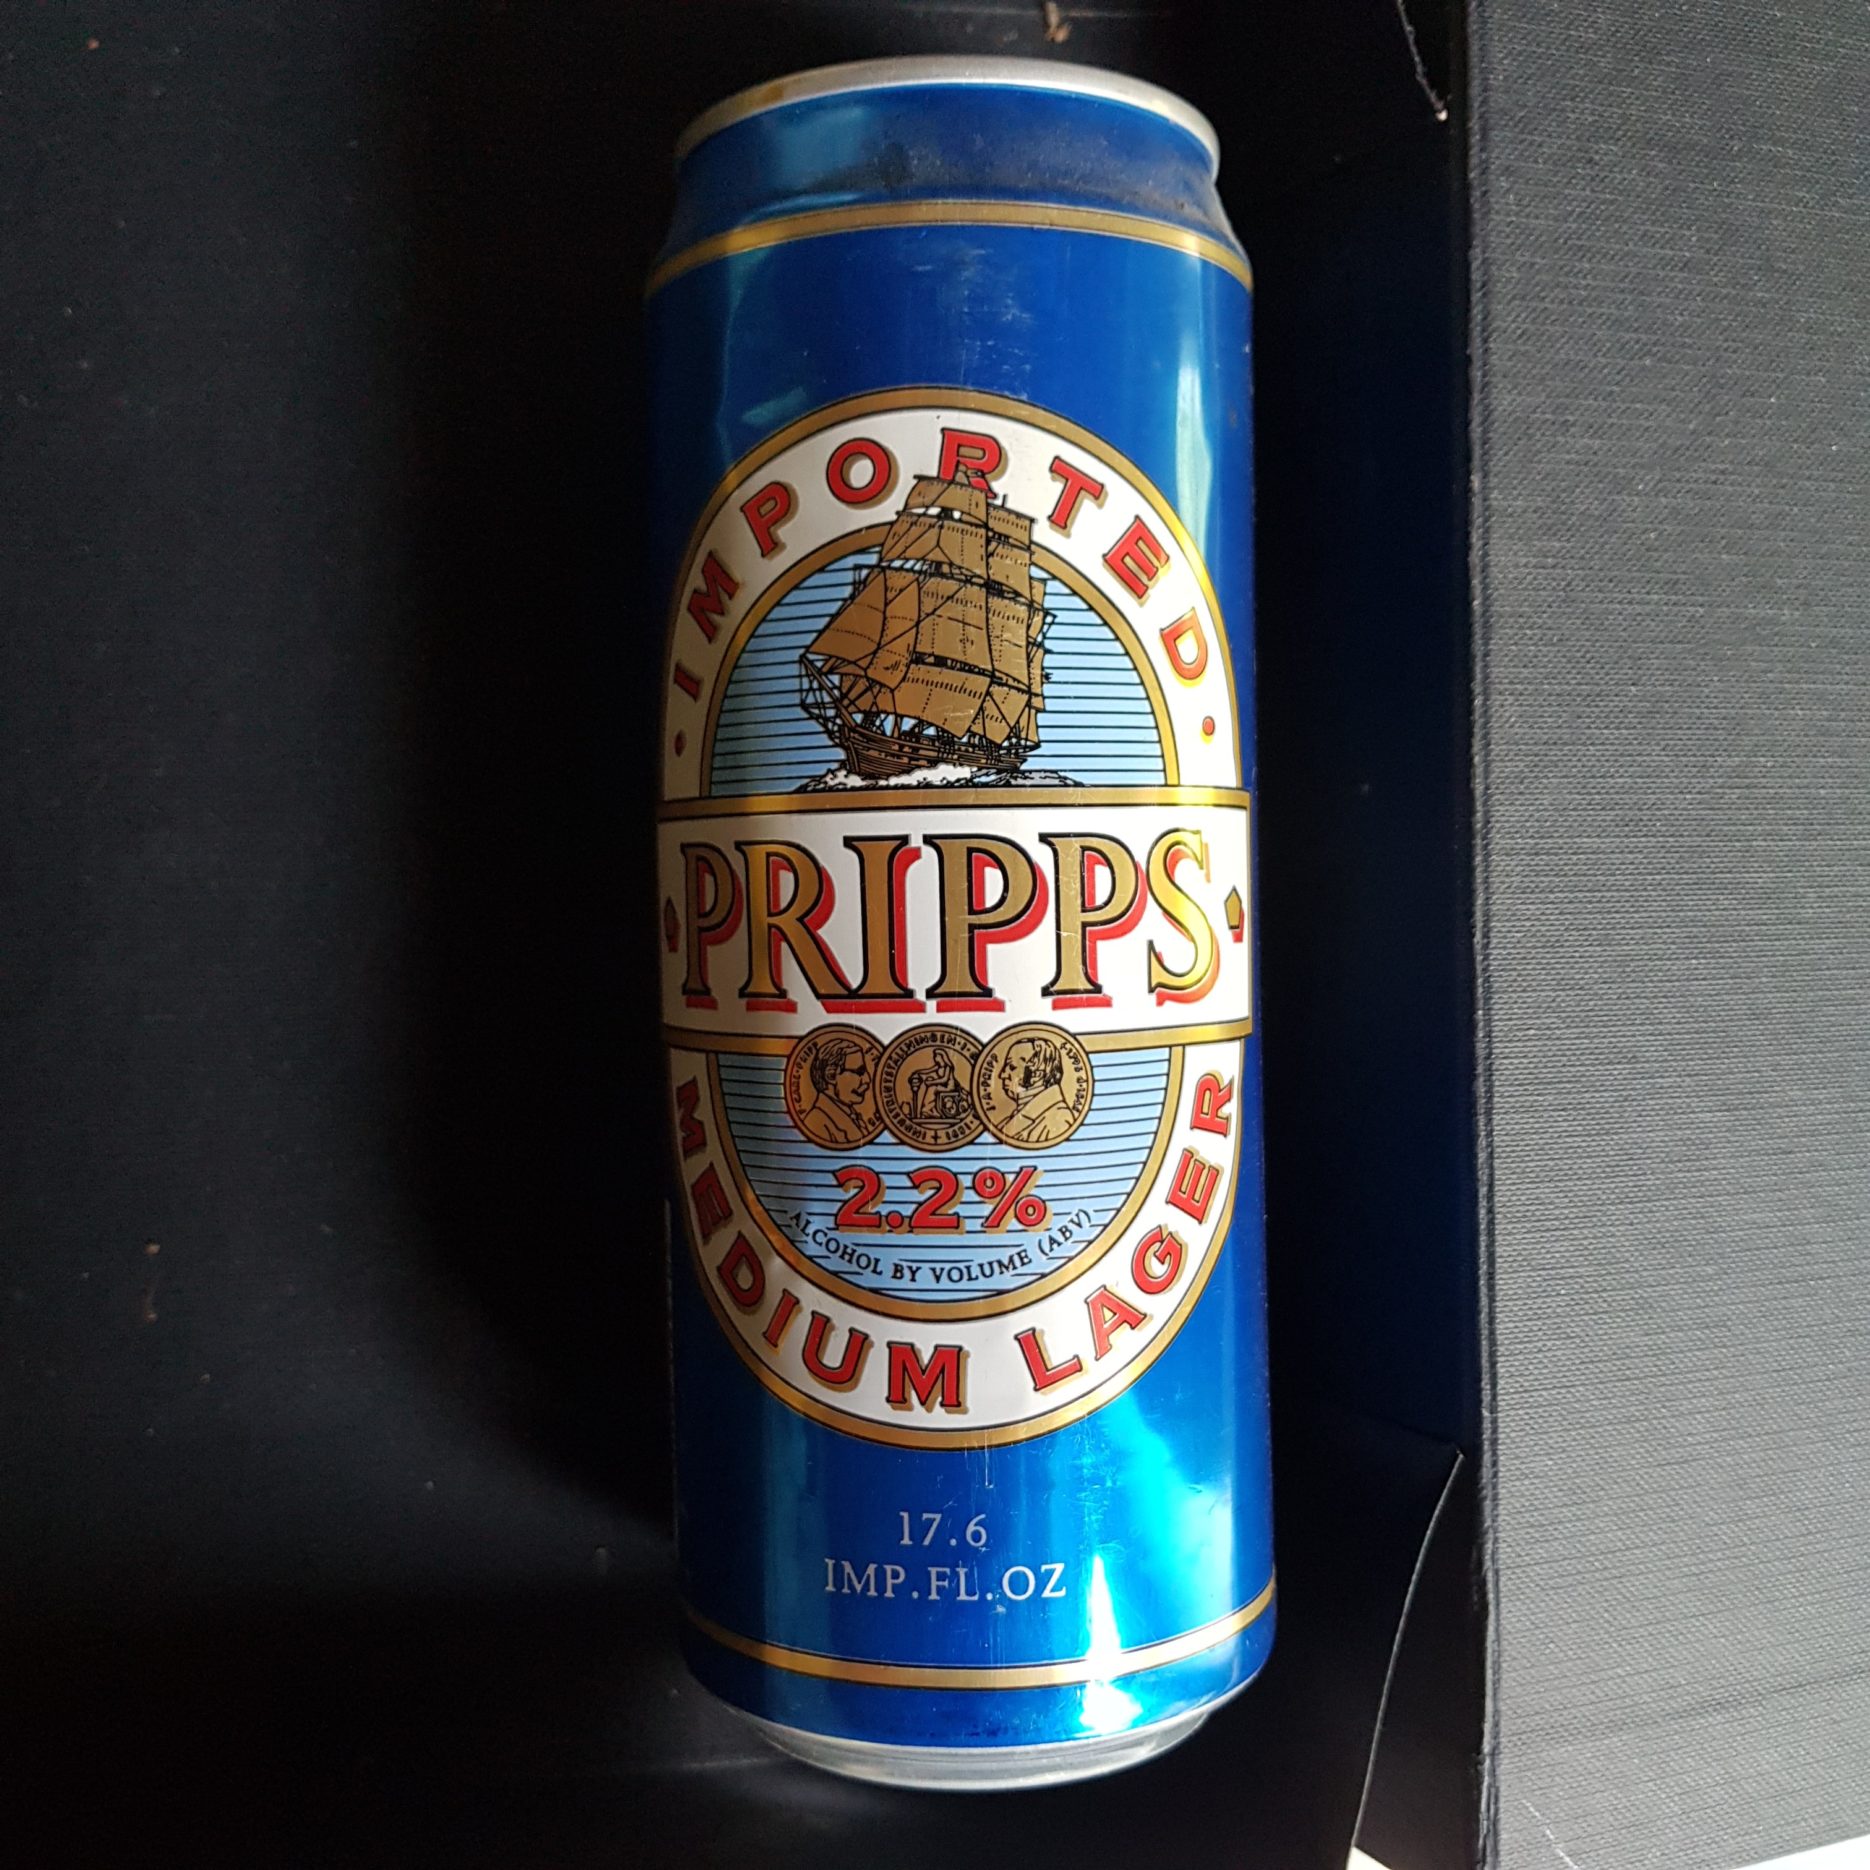 · IMPORTED ·
PRIPPS
2.2%
ALCOHOL BY VOLUME (ABV)
MEDIUM LAGER
17.6
IMP.FL.OZ